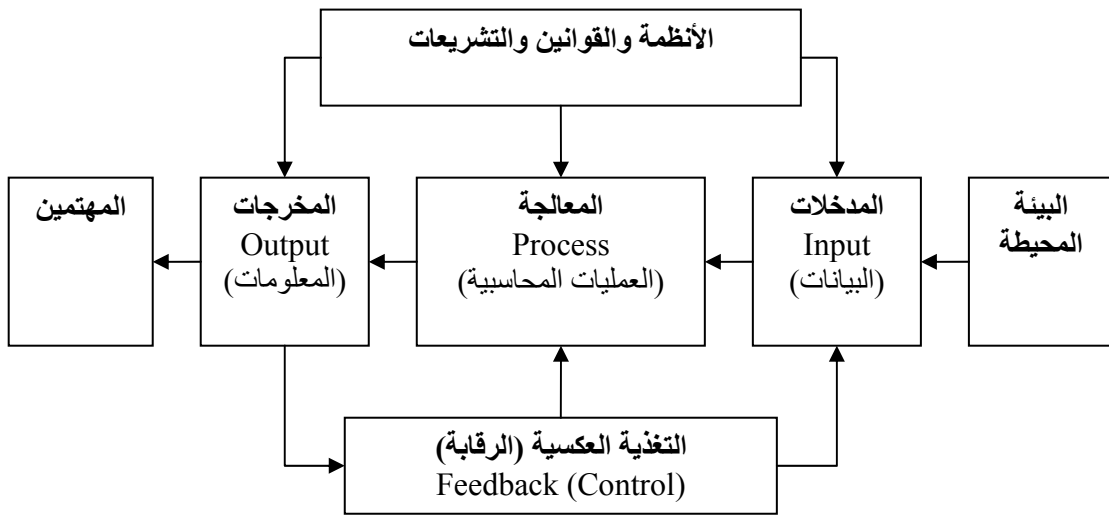 الأنظمة والقوانين والتشريعات
البيئة
المحيطة
المدخلات
Input
(البيانات)
المعالجة
Process
(العمليات المحاسبية)
المخرجات
Output
(المعلومات)
المهتمين
التغذية العكسية (الرقابة)
Feedback (Control)